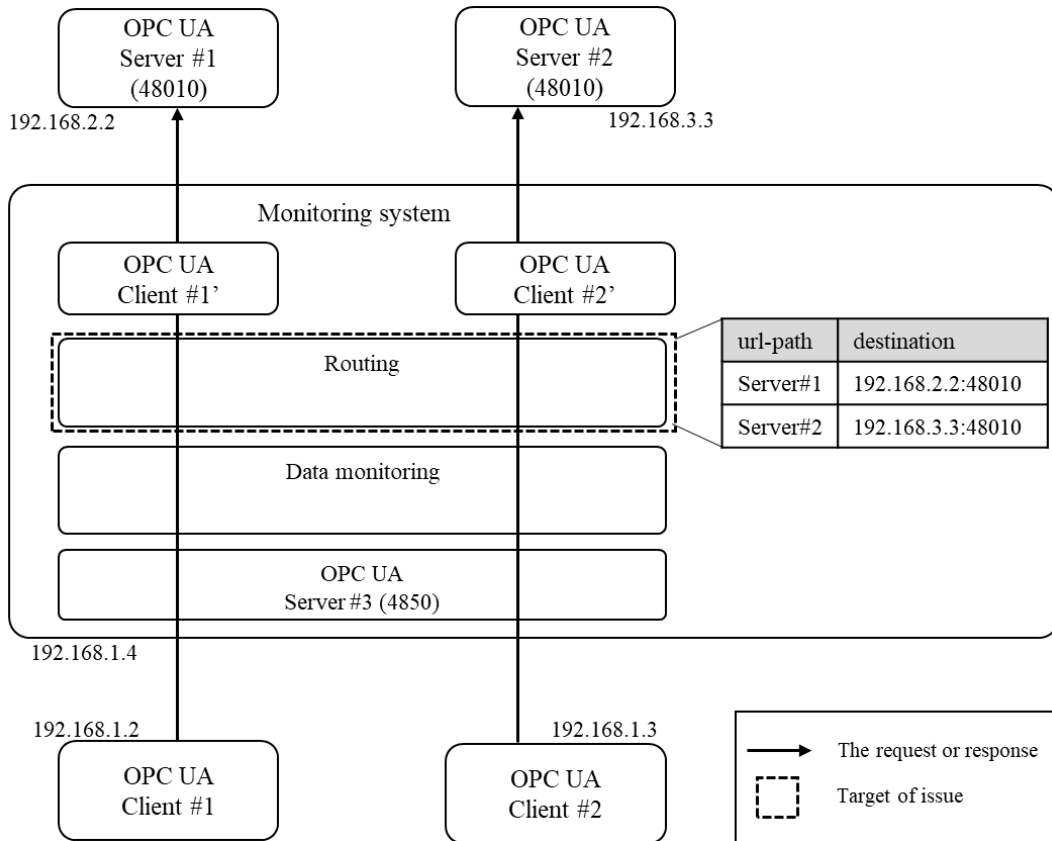 OPC UA
Server #1
(48010)
OPC UA
Server #2
(48010)
192.168.2.2
192.168.3.3
Monitoring system
OPC UA
Client #1’
OPC UA
Client #2’
Routing
url-path destination
Server#1 192.168.2.2:48010
Server#2 192.168.3.3:48010
Data monitoring
OPC UA
Server #3 (4850)
192.168.1.4
192.168.1.2
192.168.1.3
OPC UA
Client #1
OPC UA
Client #2
The request or response
Target of issue